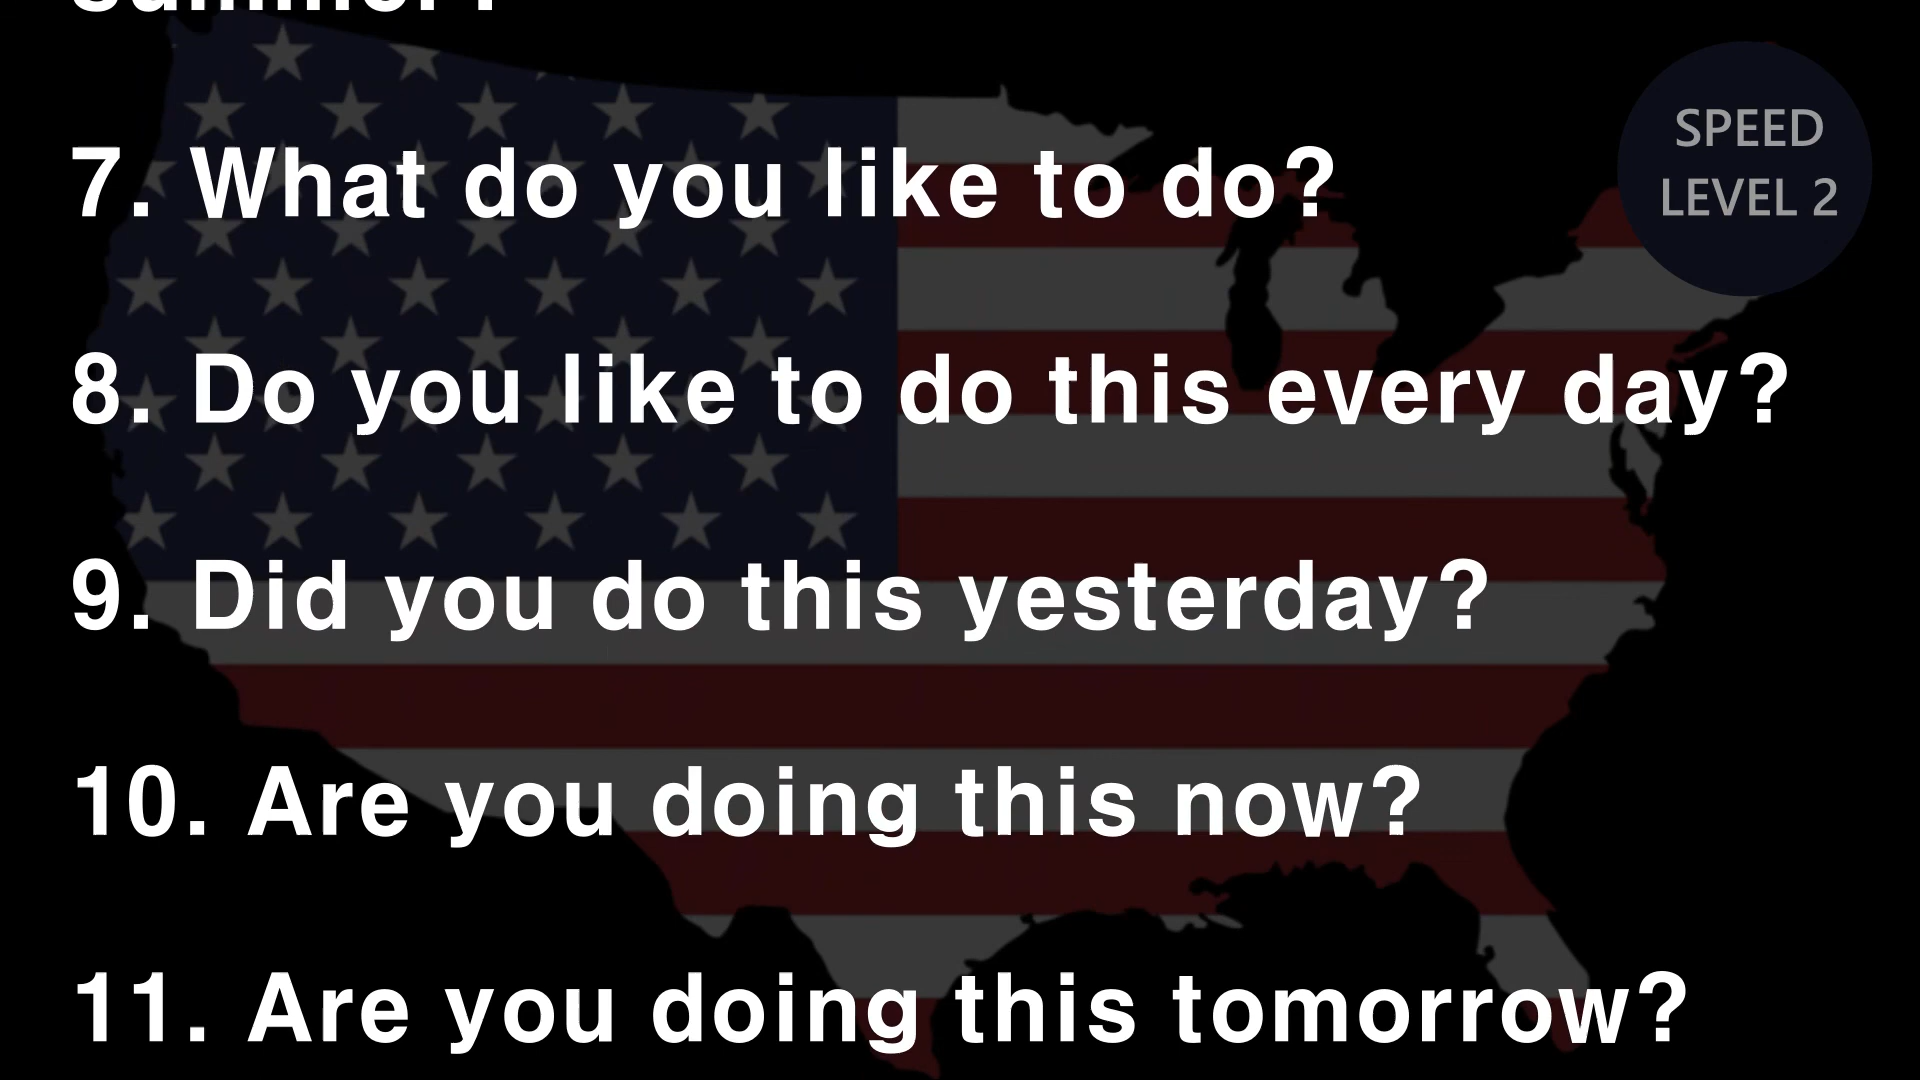 7. What do you like to do?
8. Do you like to do this every day?
9. Did you do this yesterday?
10. Are you doing this now?
11. Are you doing this tomorrow?
SPEED
LEVEL 2